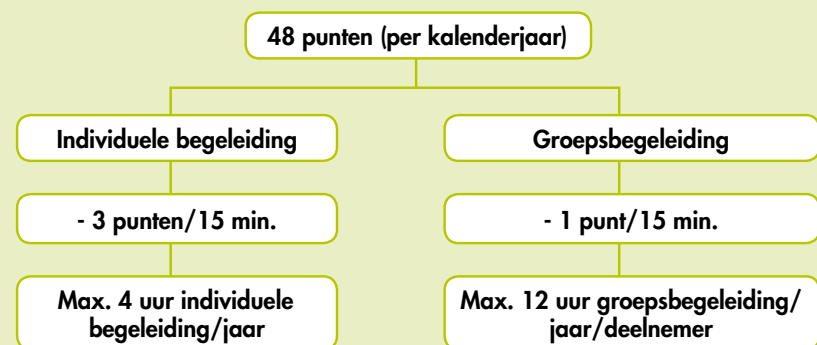 48 punten (per kalenderjaar)
Individuele begeleiding
Groepsbegeleiding
- 3 punten/15 min.
- 1 punt/15 min.
Max. 4 uur individuele
begeleiding/jaar
Max. 12 uur groepsbegeleiding/
jaar/deelnemer